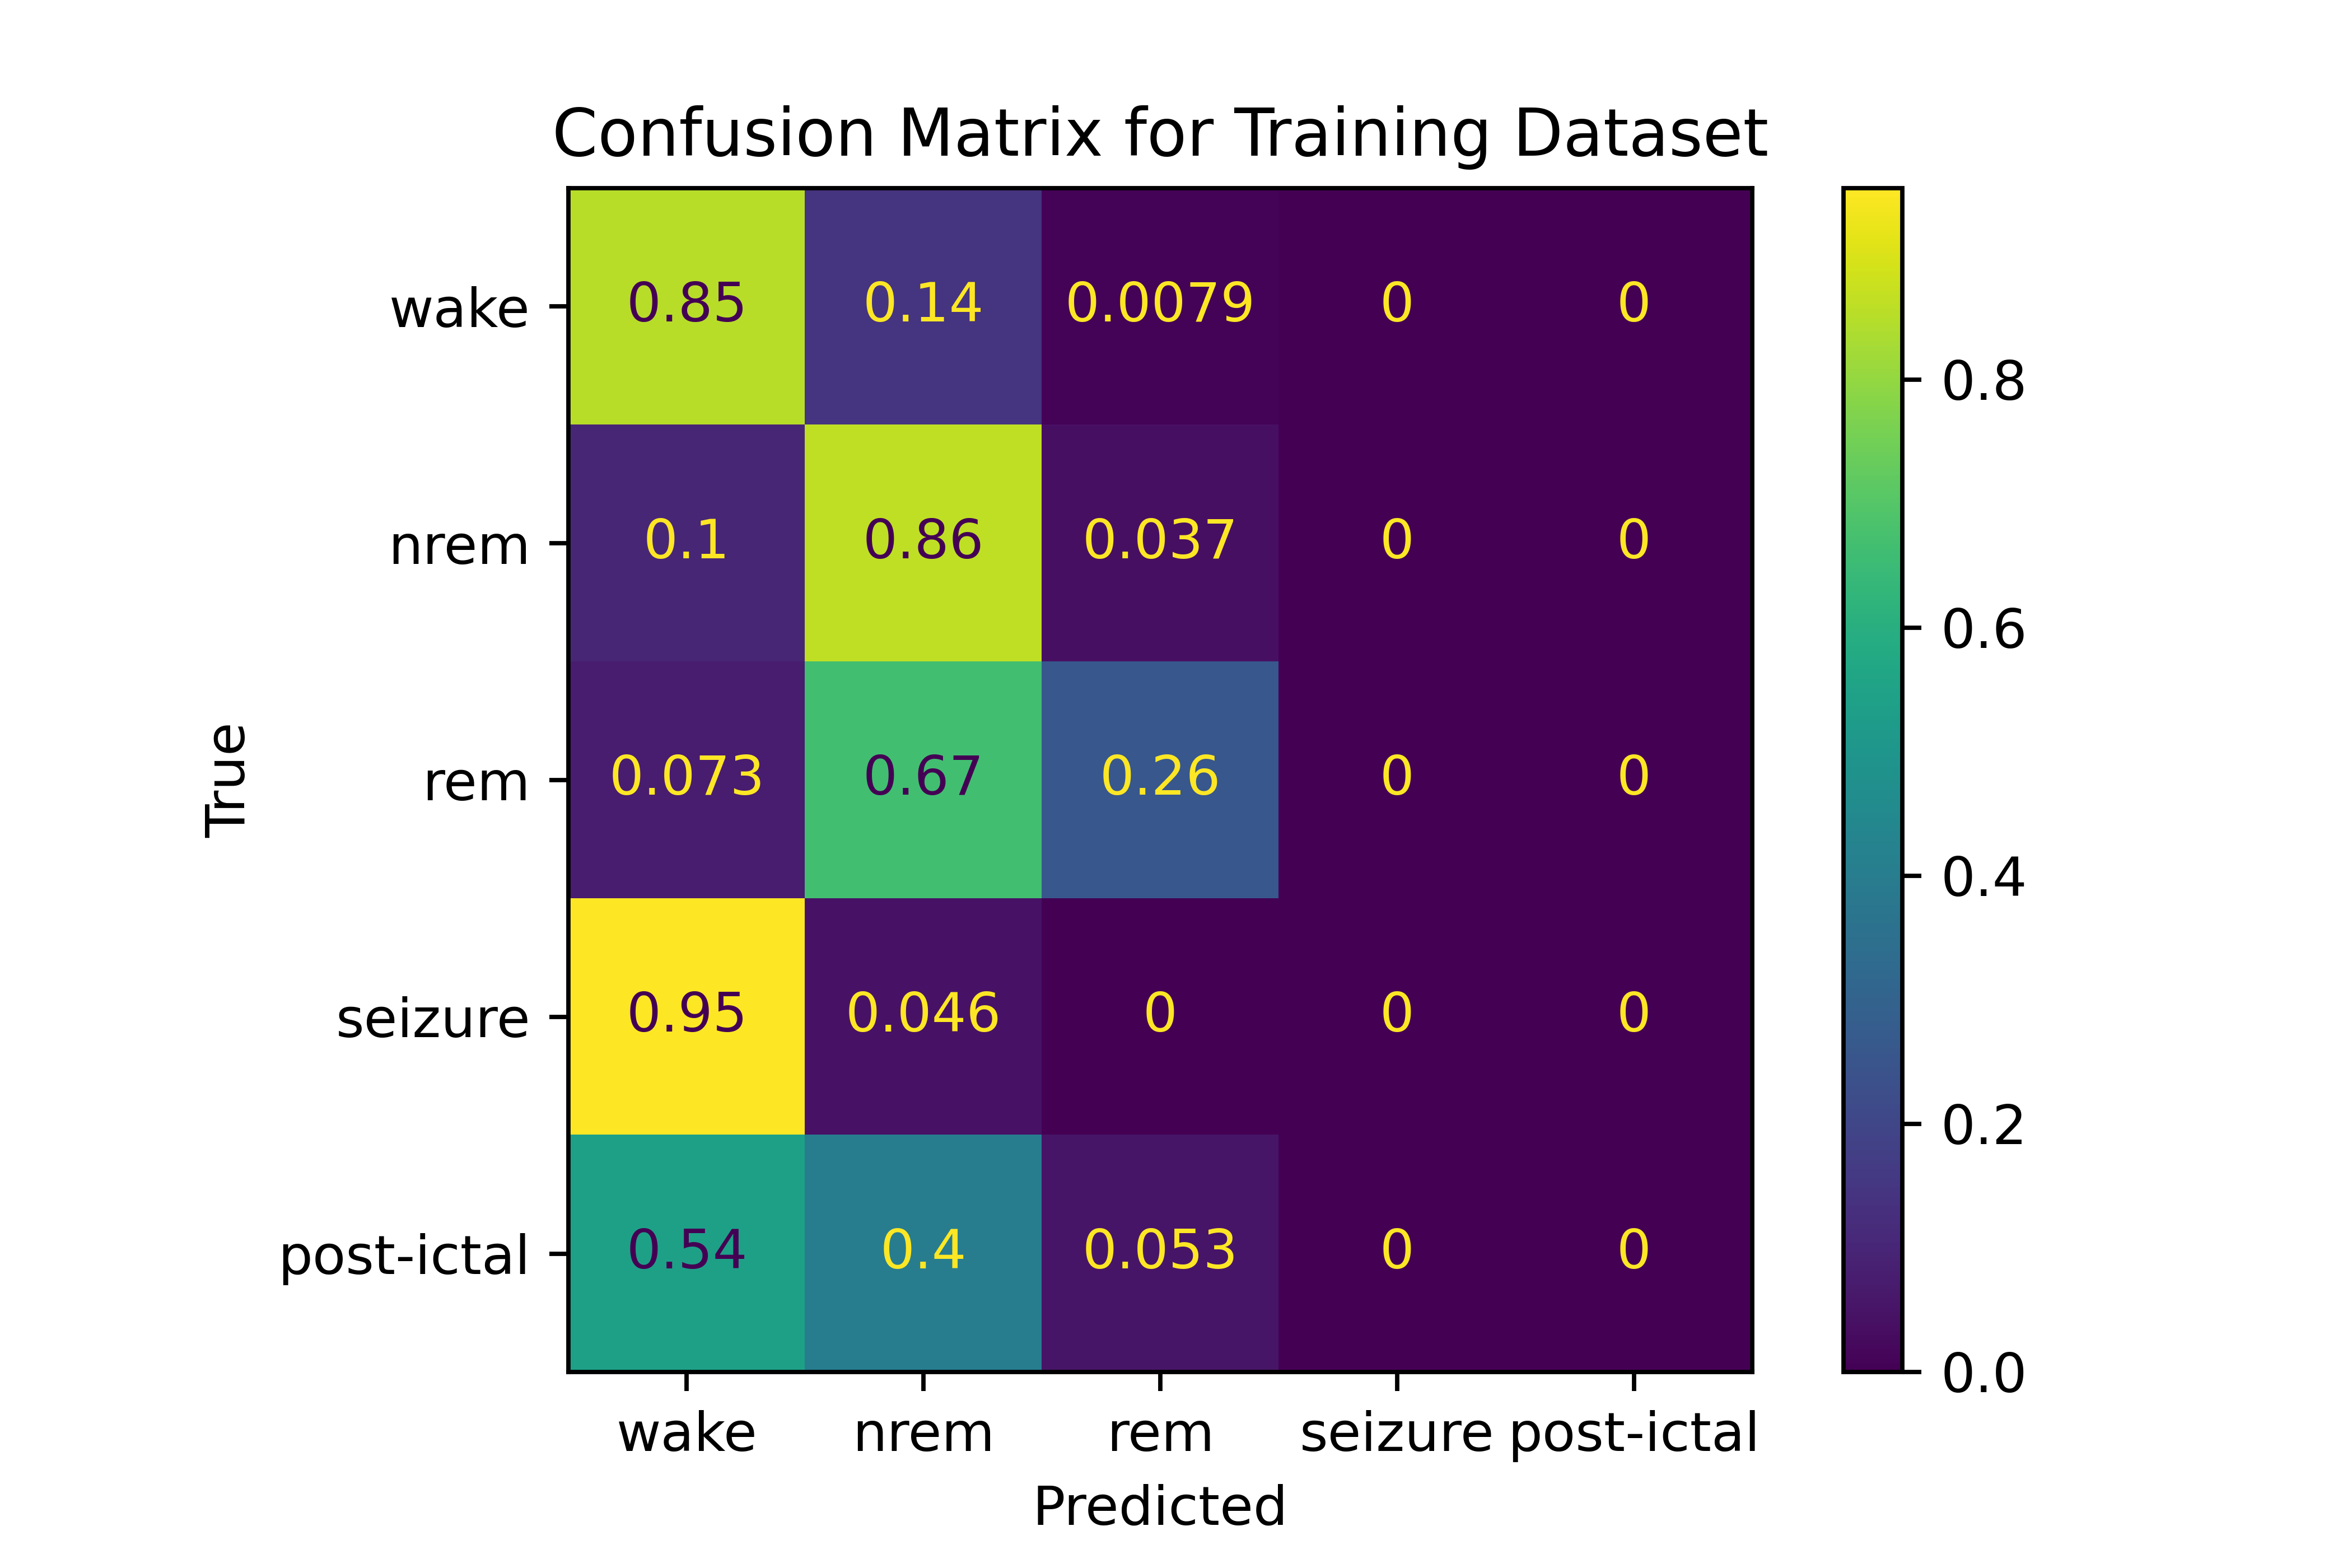 Confusion Matrix for Training Dataset
wake 0.85 0.14 0.0079 0 0
nrem 0.1 0.86 0.037 0 0
rem 0.073 0.67 0.26 0 0
seizure 0.95 0.046 0 0 0
post-ictal 0.54 0.4 0.053 0 0
True
wake nrem rem seizure post-ictal
Predicted
0.8
0.6
0.4
0.2
0.0